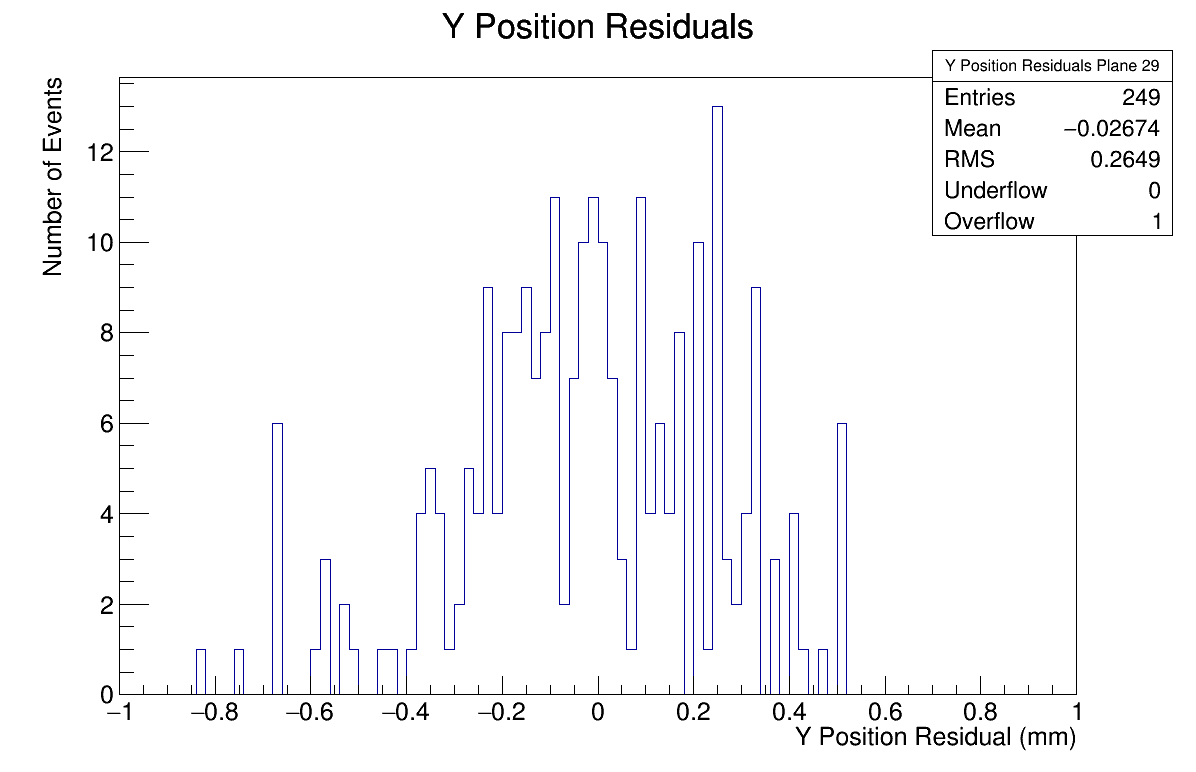 Y Position Residuals
Y Position Residuals Plane 29
Entries 249
Mean −0.02674
RMS 0.2649
Underflow 0
Overflow 1
Number of Events
12
10
8
6
4
2
0
−1 −0.8 −0.6 −0.4 −0.2 0 0.2 0.4 0.6 0.8 1
Y Position Residual (mm)